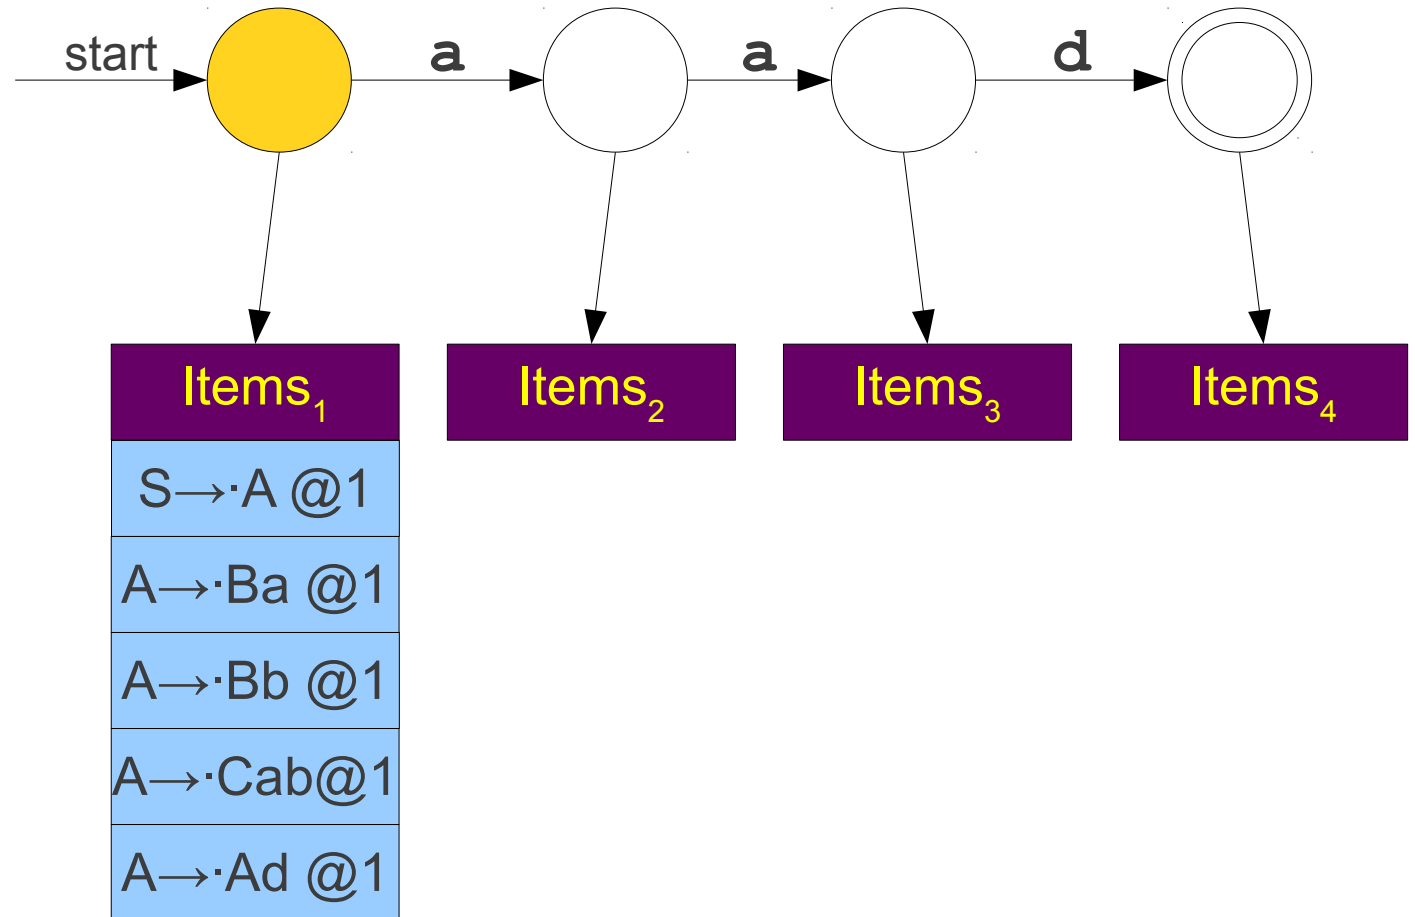 start a a d
Items₁ Items₂ Items₃ Items₄
S→·A @1
A→·Ba @1
A→·Bb @1
A→·Cab@1
A→·Ad @1